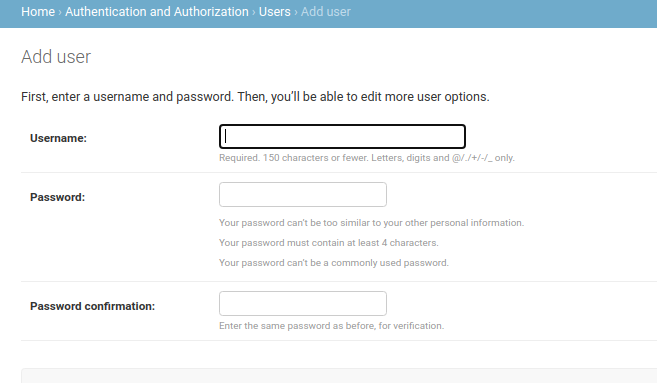 Home › Authentication and Authorization › Users › Add user
Add user
First, enter a username and password. Then, you’ll be able to edit more user options.
Username:
Required. 150 characters or fewer. Letters, digits and @/./+/-/_ only.
Password:
Your password can’t be too similar to your other personal information.
Your password must contain at least 4 characters.
Your password can’t be a commonly used password.
Password confirmation:
Enter the same password as before, for verification.